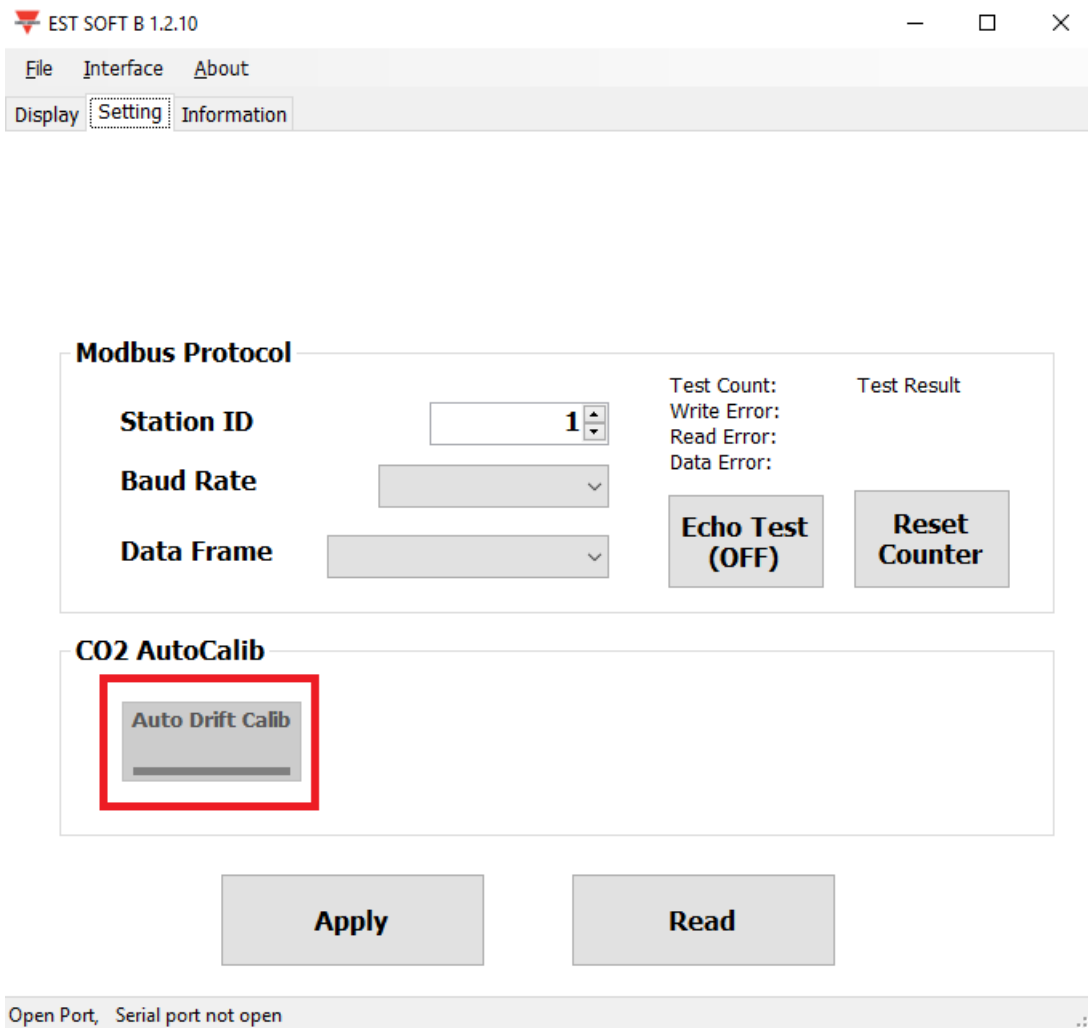 EST SOFT B 1.2.10
File Interface About
Display Setting Information
Modbus Protocol
Test Count: Test Result
Station ID 1 Write Error:
Read Error:
Data Error:
Baud Rate
Data Frame
Echo Test
(OFF)
Reset
Counter
CO2 AutoCalib
Auto Drift Calib
Apply Read
Open Port, Serial port not open